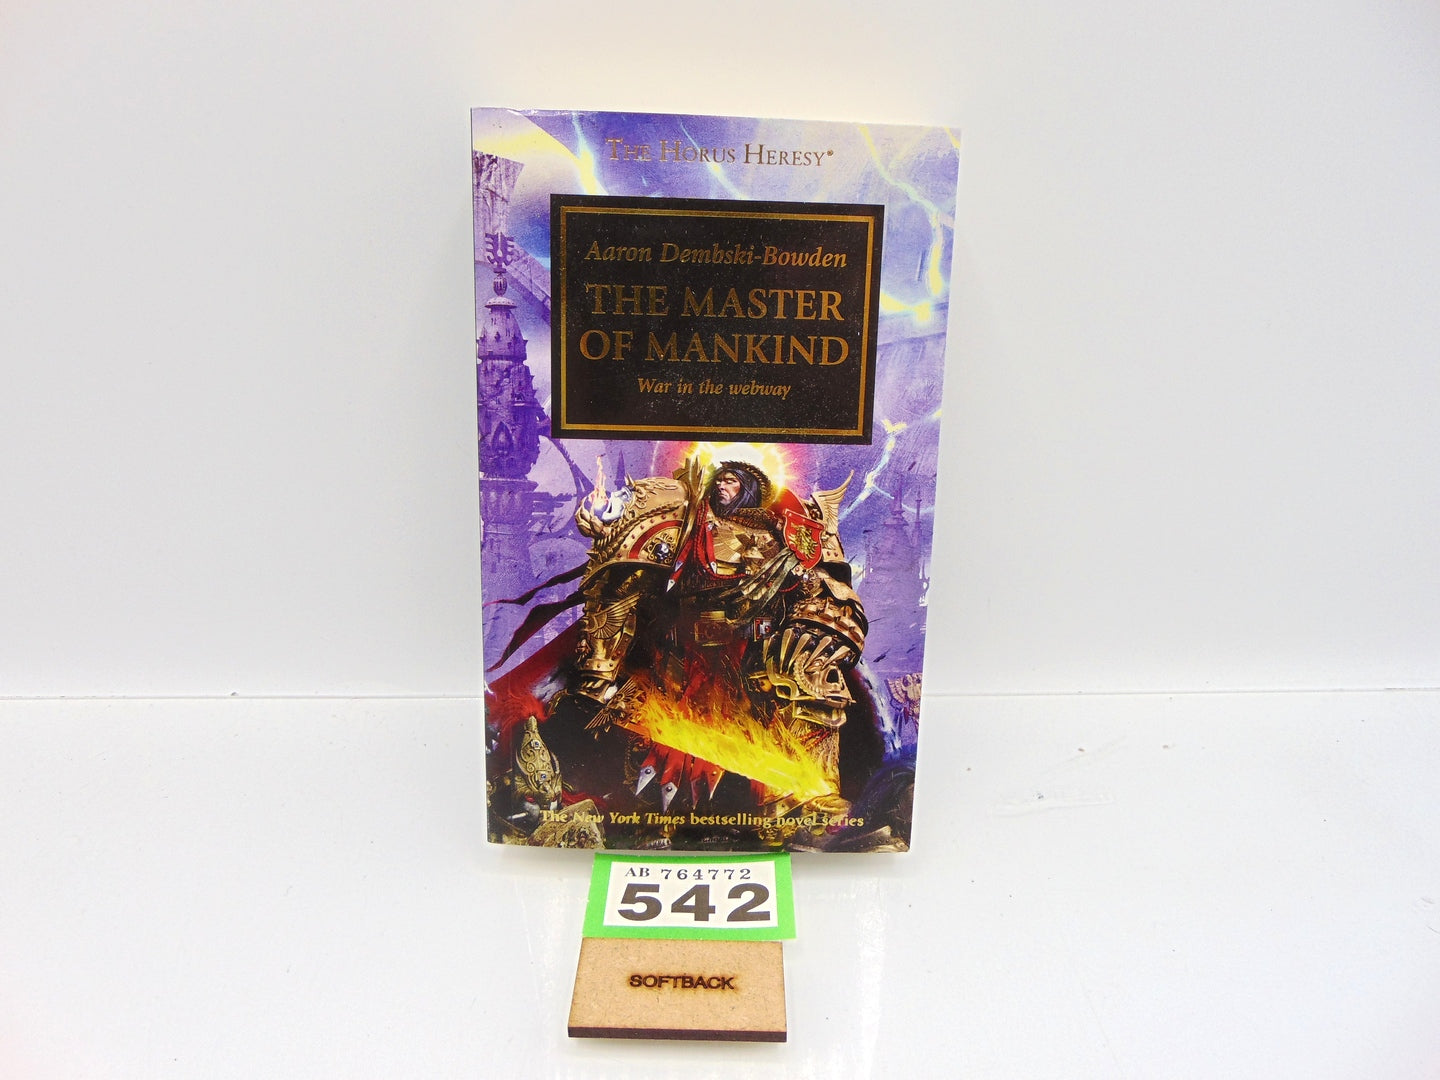 THE HORUS HERESY®
Aaron Dembski-Bowden
THE MASTER
OF MANKIND
War in the webway
The New York Times bestselling novel series
AB 764772
542
SOFTBACK